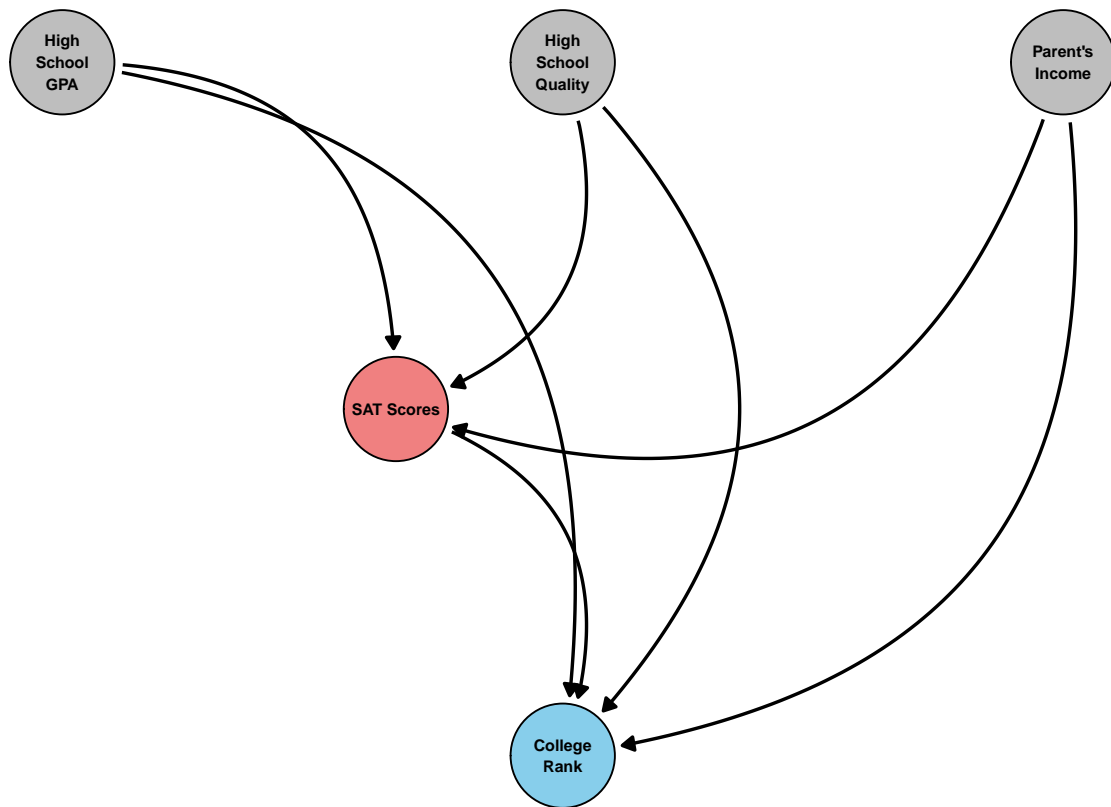 High
School
GPA
High
School
Quality
Parent's
Income
SAT Scores
College
Rank